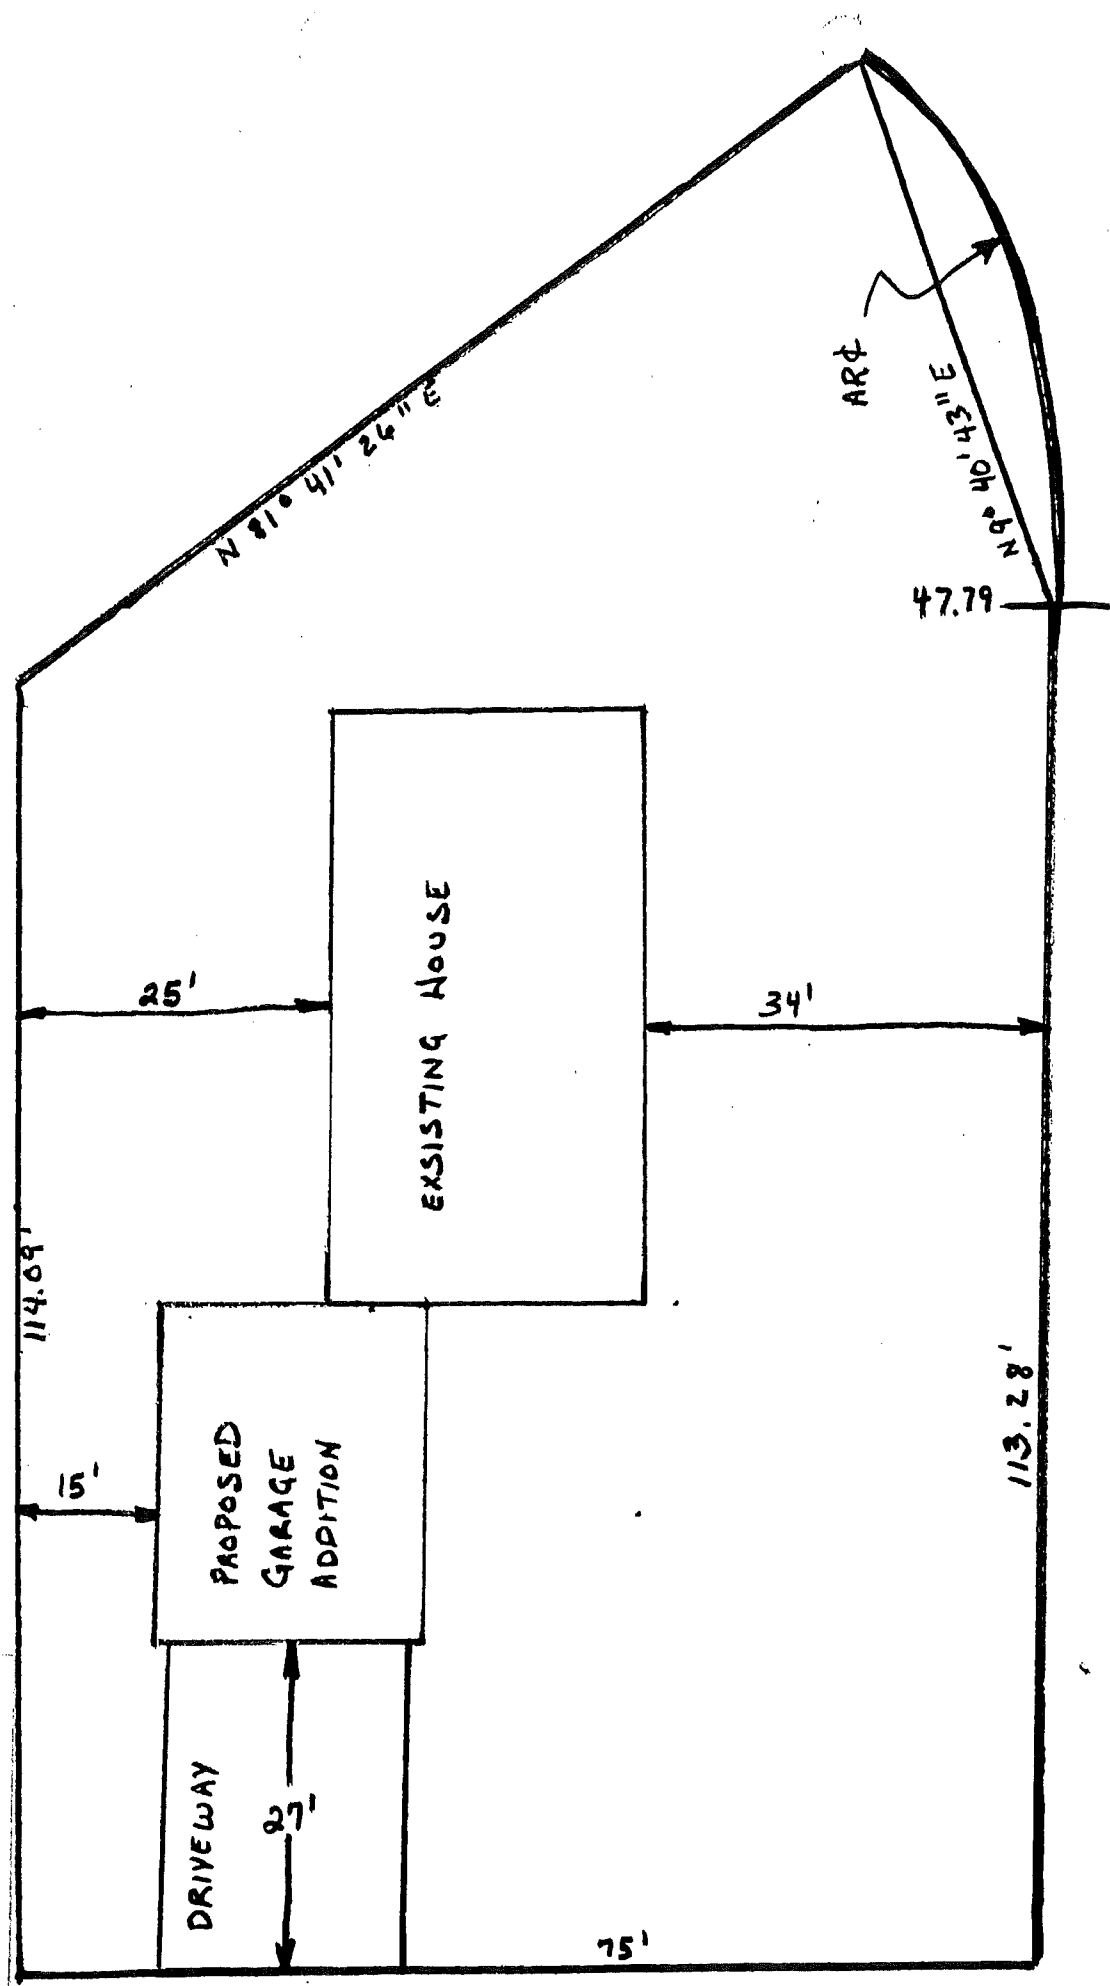 N 81° 41' 26" E
ARC
N 9° 40' 43" E
47.79
25'
EXSISTING HOUSE
34'
114.09'
113.28'
15'
PROPOSED
GARAGE
ADDITION
DRIVEWAY
27'
75'